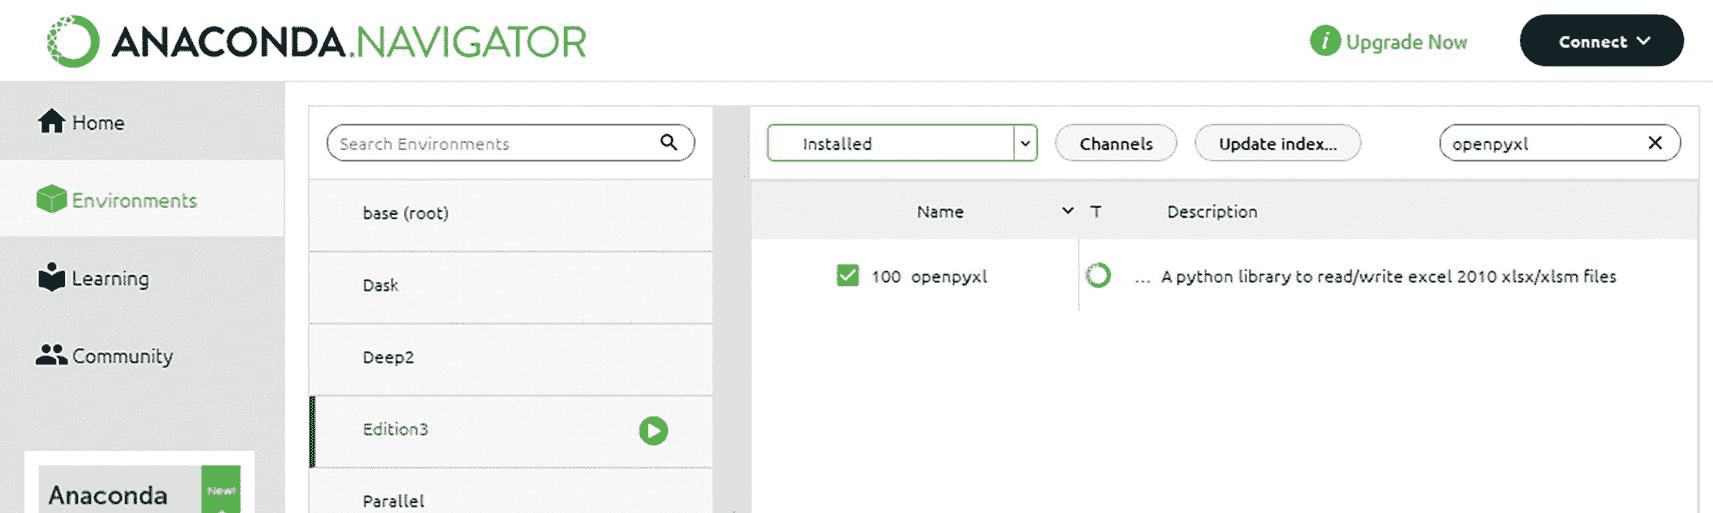 ANACONDA.NAVIGATOR
i Upgrade Now
Connect
Home
Environments
Learning
Community
Anaconda
New!
Search Environments
base (root)
Dask
Deep2
Edition3
Parallel
Installed
Channels
Update index...
openpyxl
Name T Description
100 openpyxl ... A python library to read/write excel 2010 xlsx/xlsm files